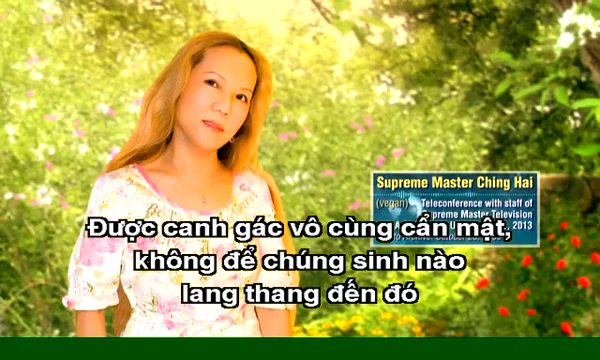 Supreme Master Ching Hai
(vegan) Teleconference with staff of
Supreme Master Television
2013
Được canh gác vô cùng cẩn mật,
không để chúng sinh nào
lang thang đến đó